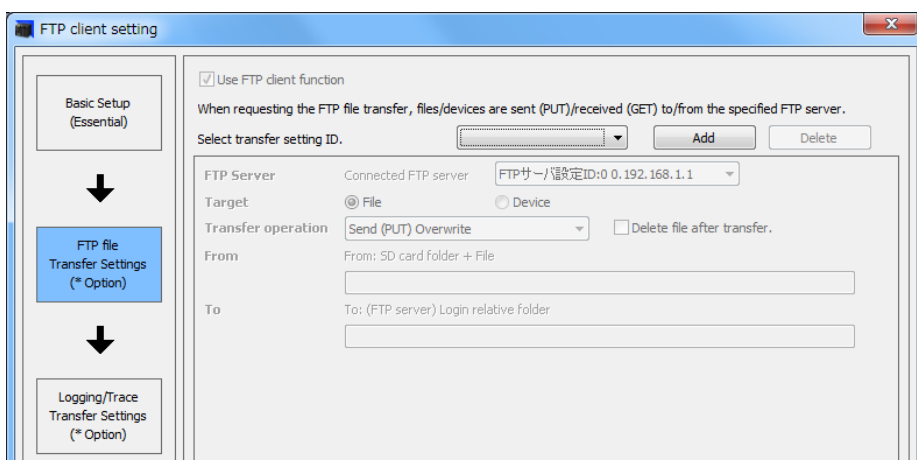 FTP client setting
Basic Setup
(Essential)
FTP file
Transfer Settings
(* Option)
Logging/Trace
Transfer Settings
(* Option)
Use FTP client function
When requesting the FTP file transfer, files/devices are sent (PUT)/received (GET) to/from the specified FTP server.
Select transfer setting ID. Add Delete
FTP Server Connected FTP server FTPサーバ設定ID:0 0.192.168.1.1
Target File Device
Transfer operation Send (PUT) Overwrite Delete file after transfer.
From From: SD card folder + File
To To: (FTP server) Login relative folder